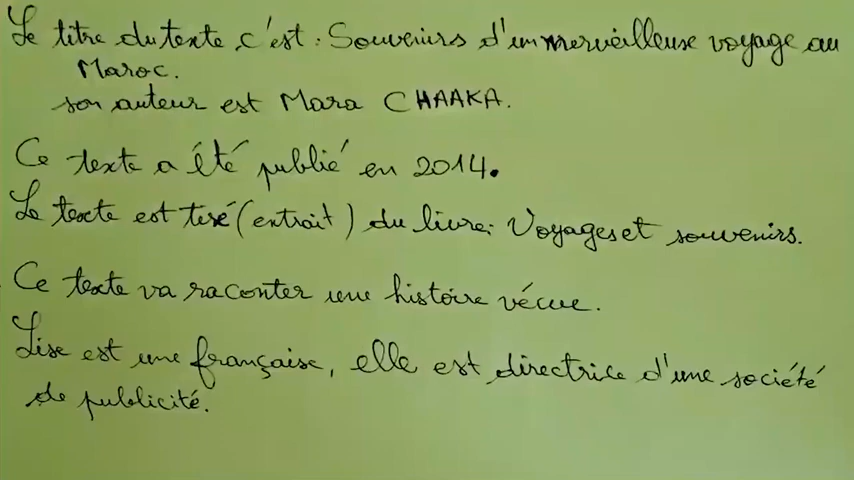 Le titre du texte c'est : Souvenirs d'un merveilleuse voyage au
Maroc.
son auteur est Mara CHAAKA.
Ce texte a été publié en 2014.
Le texte est tiré (entrait) du livre: Voyages et souvenirs.
Ce texte va raconter une histoire vécue.
Lise est une française, elle est directrice d'une société
de publicité.